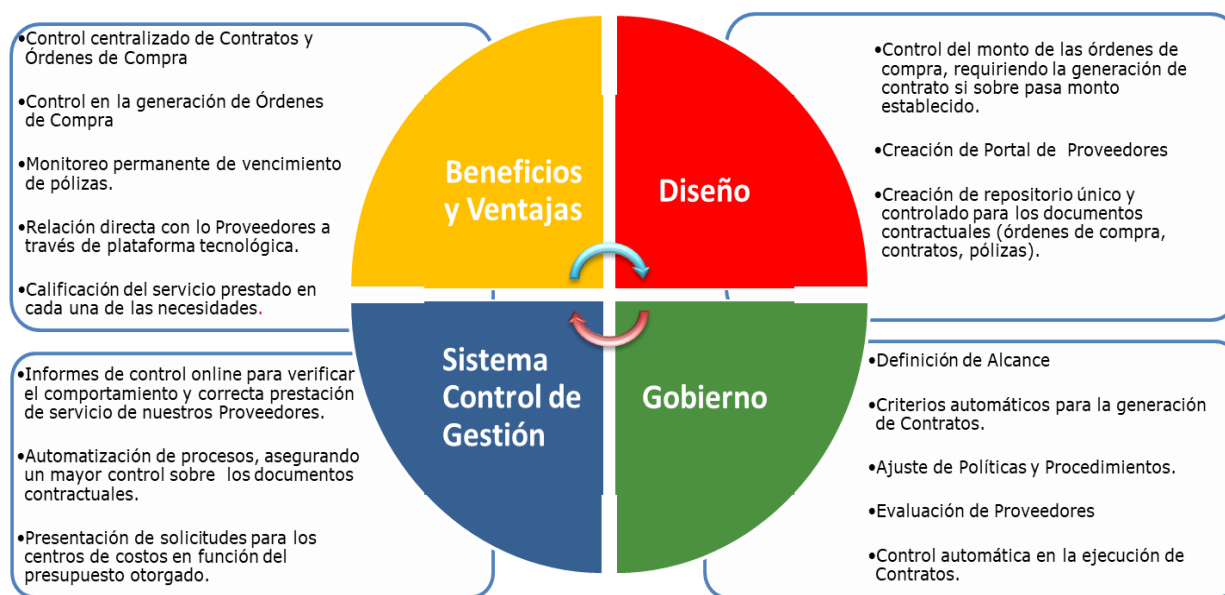 •Control centralizado de Contratos y
Órdenes de Compra
•Control en la generación de Órdenes
de Compra
•Monitoreo permanente de vencimiento
de pólizas.
•Relación directa con lo Proveedores a
través de plataforma tecnológica.
•Calificación del servicio prestado en
cada una de las necesidades.
Beneficios
y Ventajas
Diseño
•Control del monto de las órdenes de
compra, requiriendo la generación de
contrato si sobre pasa monto
establecido.
•Creación de Portal de Proveedores
•Creación de repositorio único y
controlado para los documentos
contractuales (órdenes de compra,
contratos, pólizas).
•Informes de control online para verificar
el comportamiento y correcta prestación
de servicio de nuestros Proveedores.
•Automatización de procesos, asegurando
un mayor control sobre los documentos
contractuales.
•Presentación de solicitudes para los
centros de costos en función del
presupuesto otorgado.
Sistema
Control de
Gestión
Gobierno
•Definición de Alcance
•Criterios automáticos para la generación
de Contratos.
•Ajuste de Políticas y Procedimientos.
•Evaluación de Proveedores
•Control automática en la ejecución de
Contratos.